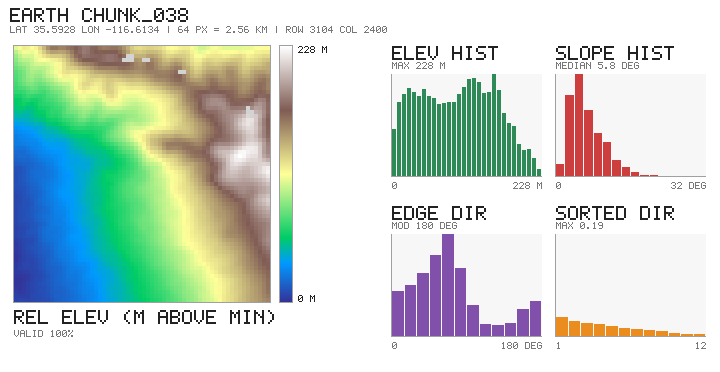 EARTH CHUNK_038
LAT 35.5928 LON -116.6134 | 64 PX = 2.56 KM | ROW 3104 COL 2400
228 M
0 M
REL ELEV (M ABOVE MIN)
VALID 100%
ELEV HIST
MAX 228 M
0 228 M
SLOPE HIST
MEDIAN 5.8 DEG
0 32 DEG
EDGE DIR
MOD 180 DEG
0 180 DEG
SORTED DIR
MAX 0.19
1 12